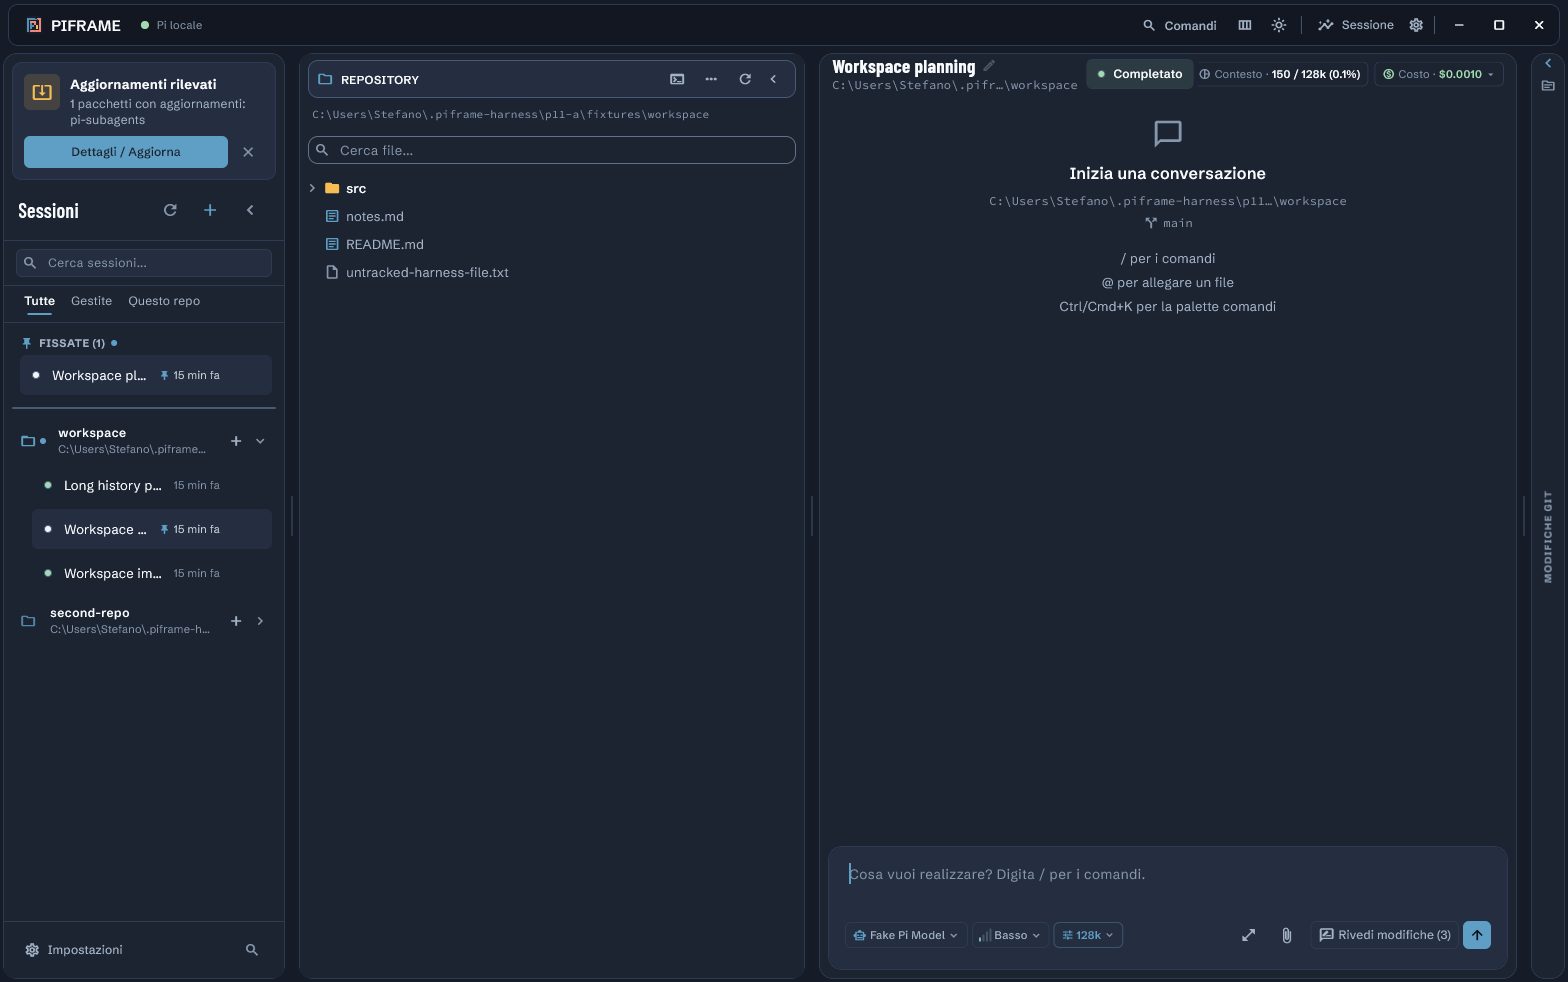 PIFRAME
Pi locale
Comandi
Sessione
Aggiornamenti rilevati
1 pacchetti con aggiornamenti:
pi-subagents
Dettagli / Aggiorna
Sessioni
Cerca sessioni...
Tutte
Gestite
Questo repo
FISSATE (1)
Workspace pl...
15 min fa
workspace
C:\Users\Stefano\.piframe...
Long history p...
15 min fa
Workspace ...
15 min fa
Workspace im...
15 min fa
second-repo
C:\Users\Stefano\.piframe-h...
Impostazioni
REPOSITORY
C:\Users\Stefano\.piframe-harness\p11-a\fixtures\workspace
Cerca file...
src
notes.md
README.md
untracked-harness-file.txt
Workspace planning
C:\Users\Stefano\.pifr…\workspace
Completato
Contesto · 150 / 128k (0.1%)
Costo · $0.0010
Inizia una conversazione
C:\Users\Stefano\.piframe-harness\p11…\workspace
main
/ per i comandi
@ per allegare un file
Ctrl/Cmd+K per la palette comandi
Cosa vuoi realizzare? Digita / per i comandi.
Fake Pi Model
Basso
128k
Rivedi modifiche (3)
MODIFICHE GIT